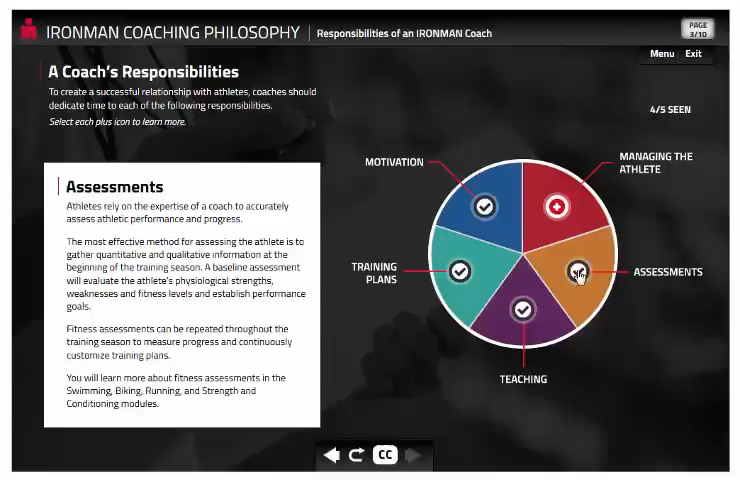 IRONMAN COACHING PHILOSOPHY
Responsibilities of an IRONMAN Coach
PAGE
3/10
Menu
Exit
A Coach's Responsibilities
To create a successful relationship with athletes, coaches should
dedicate time to each of the following responsibilities.
Select each plus icon to learn more.
4/5 SEEN
Assessments
Athletes rely on the expertise of a coach to accurately
assess athletic performance and progress.
The most effective method for assessing the athlete is to
gather quantitative and qualitative information at the
beginning of the training season. A baseline assessment
will evaluate the athlete's physiological strengths,
weaknesses and fitness levels and establish performance
goals.
Fitness assessments can be repeated throughout the
training season to measure progress and continuously
customize training plans.
You will learn more about fitness assessments in the
Swimming, Biking, Running, and Strength and
Conditioning modules.
MOTIVATION
MANAGING THE
ATHLETE
TRAINING
PLANS
ASSESSMENTS
TEACHING
CC